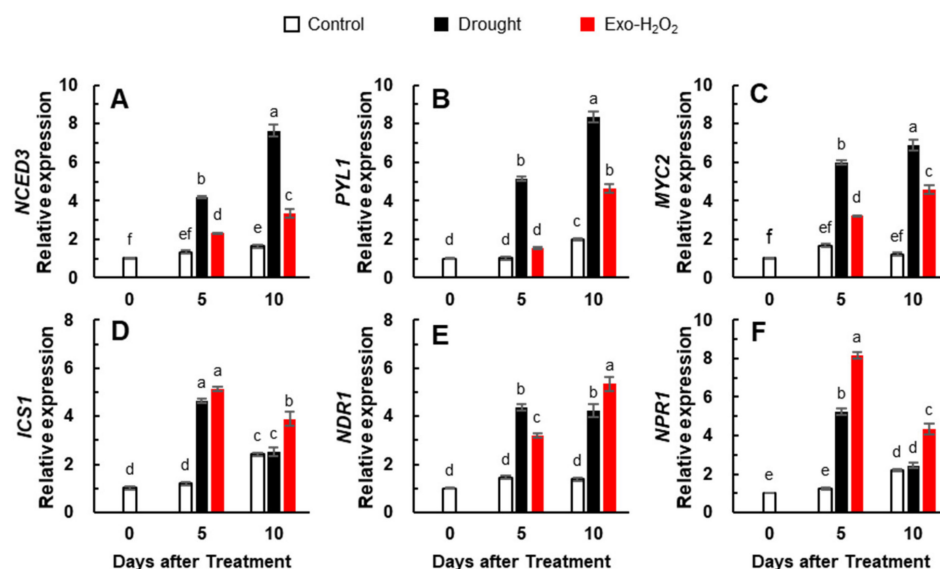 Control Drought Exo-H₂O₂
A
NCED3
Relative expression
10
8
6
4
2
0
f
ef
b
d
e
a
c
0 5 10
B
PYL1
Relative expression
10
8
6
4
2
0
d
d
b
d
c
a
b
0 5 10
C
MYC2
Relative expression
10
8
6
4
2
0
f
ef
b
d
ef
a
c
0 5 10
D
ICS1
Relative expression
8
6
4
2
0
d
d
a
a
c
c
b
0 5 10
Days after Treatment
E
NDR1
Relative expression
8
6
4
2
0
d
d
b
c
d
b
a
0 5 10
Days after Treatment
F
NPR1
Relative expression
10
8
6
4
2
0
e
e
b
a
d
d
c
0 5 10
Days after Treatment